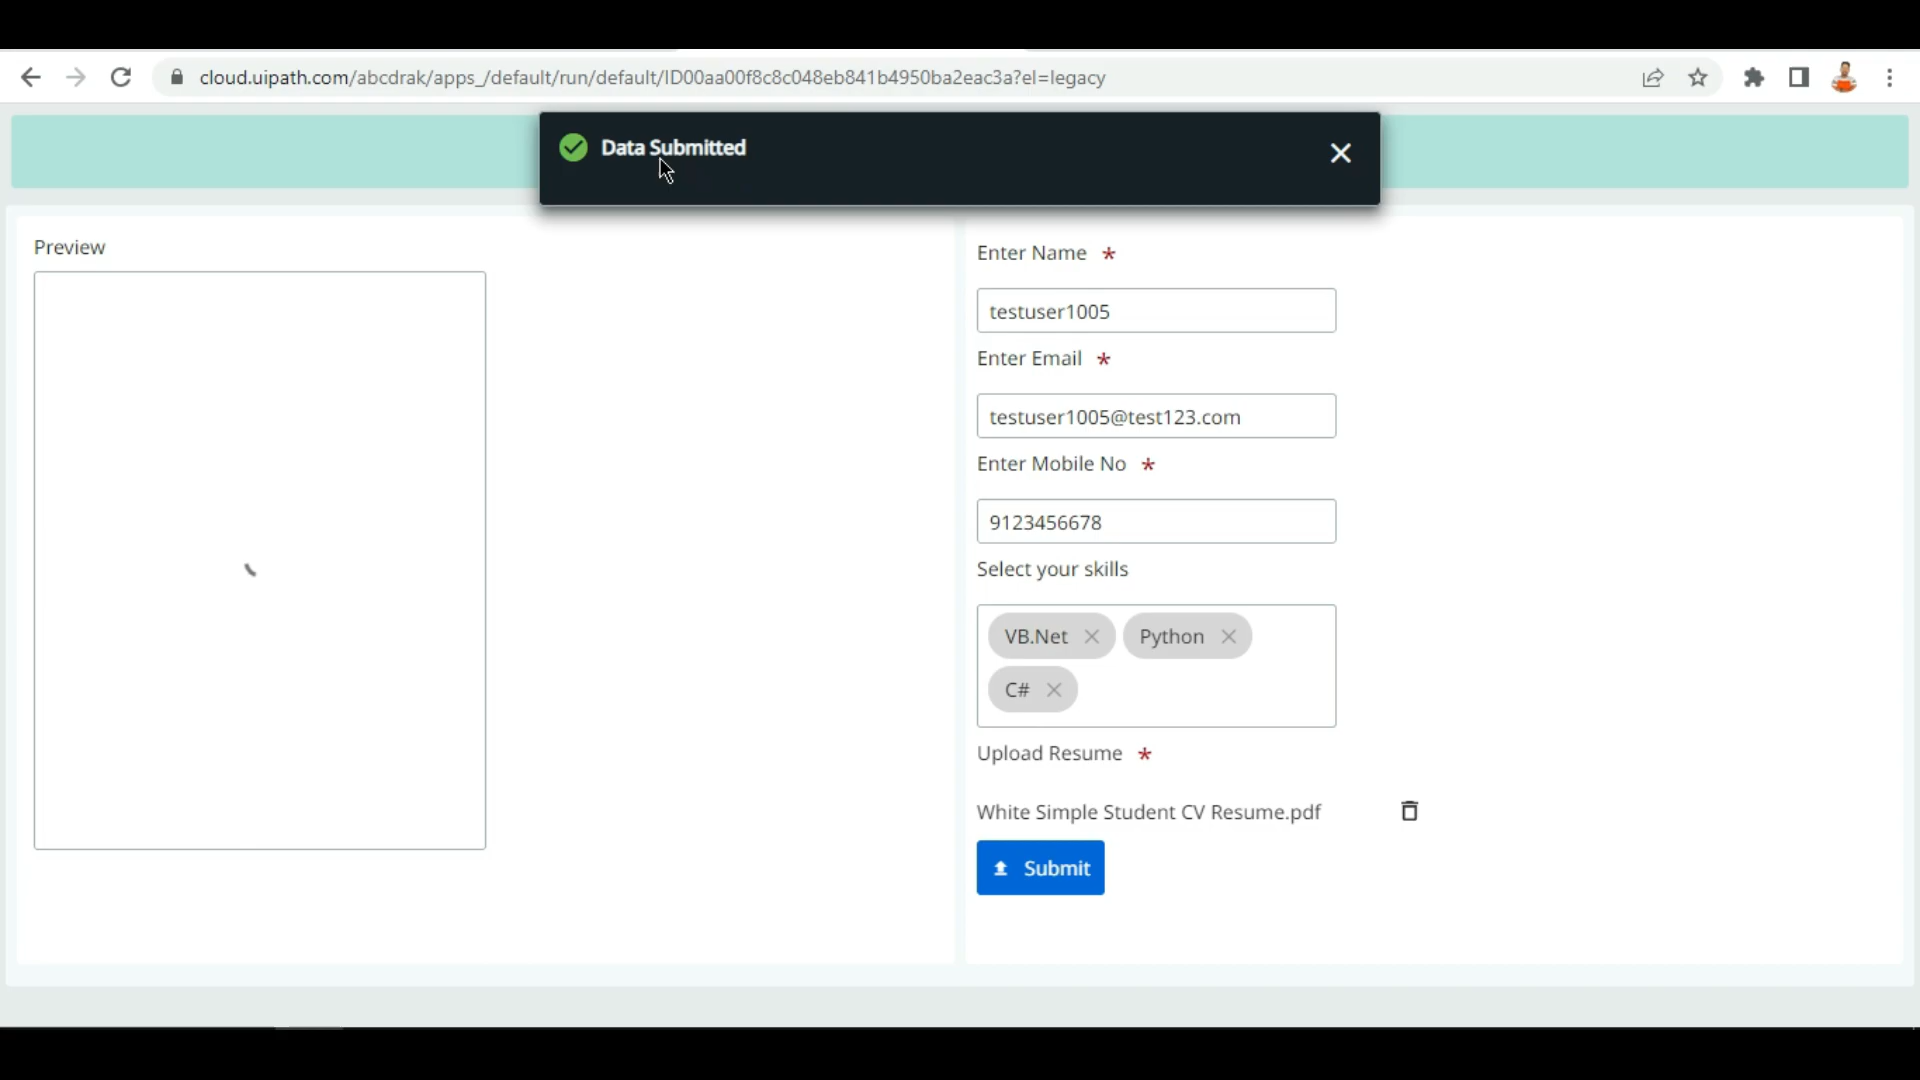 cloud.uipath.com/abcdrak/apps_/default/run/default/ID00aa00f8c8c048eb841b4950ba2eac3a?el=legacy
Data Submitted
Preview
Enter Name *
testuser1005
Enter Email *
testuser1005@test123.com
Enter Mobile No *
9123456678
Select your skills
VB.Net Python
C#
Upload Resume *
White Simple Student CV Resume.pdf
Submit